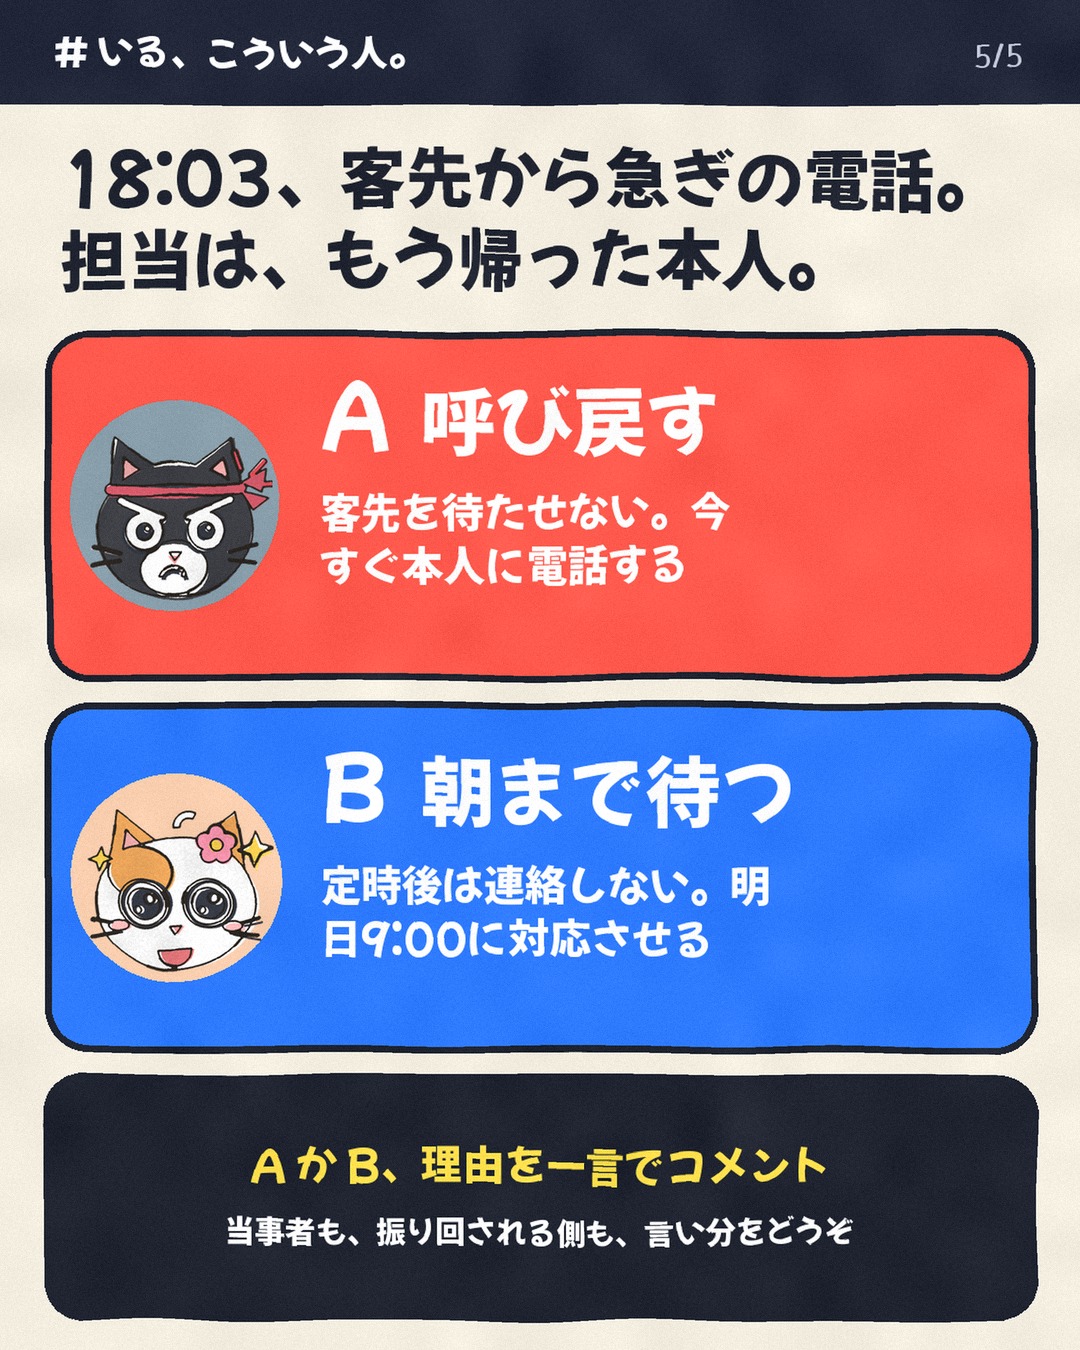 #いる、こういう人。
5/5
18:03、客先から急ぎの電話。
担当は、もう帰った本人。
A 呼び戻す
客先を待たせない。今
すぐ本人に電話する
B 朝まで待つ
定時後は連絡しない。明
日9:00に対応させる
AかB、理由を一言でコメント
当事者も、振り回される側も、言い分をどうぞ